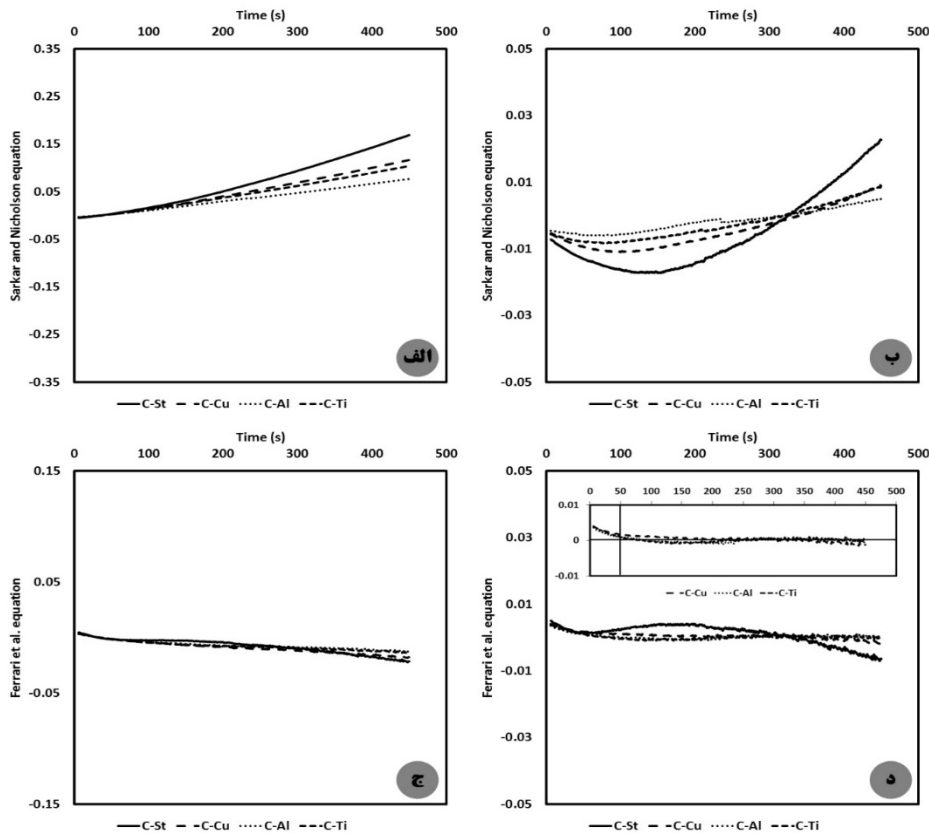 Time (s)
0 100 200 300 400 500
0.35
0.25
0.15
0.05
-0.05
-0.15
-0.25
-0.35
Sarkar and Nicholson equation
الف
C-St C-Cu C-Al C-Ti
Time (s)
0 100 200 300 400 500
0.05
0.03
0.01
-0.01
-0.03
-0.05
Sarkar and Nicholson equation
ب
C-St C-Cu C-Al C-Ti
Time (s)
0 100 200 300 400 500
0.15
0.05
-0.05
-0.15
Ferrari et al. equation
ج
C-St C-Cu C-Al C-Ti
Time (s)
0 100 200 300 400 500
0.05
0.03
0.01
-0.01
-0.03
-0.05
Ferrari et al. equation
0 50 100 150 200 250 300 350 400 450 500
0.01
0
-0.01
C-Cu C-Al C-Ti
د
C-St C-Cu C-Al C-Ti